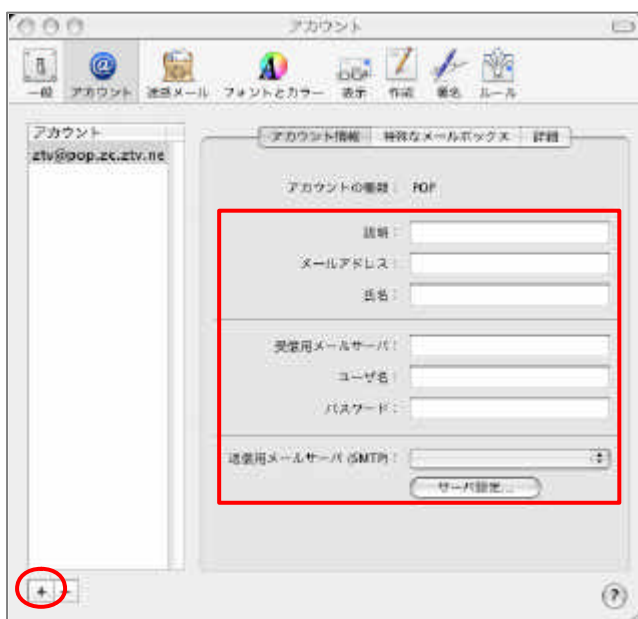 アカウント
一般 アカウント 迷惑メール フォントとカラー 表示 作成 署名 ルール
アカウント
ztv@pop.zc.ztv.ne
アカウント情報 特殊なメールボックス 詳細
アカウントの種類: POP
説明:
メールアドレス:
氏名:
受信用メールサーバ:
ユーザ名:
パスワード:
送信用メールサーバ (SMTP):
サーバ設定...
+ - ?